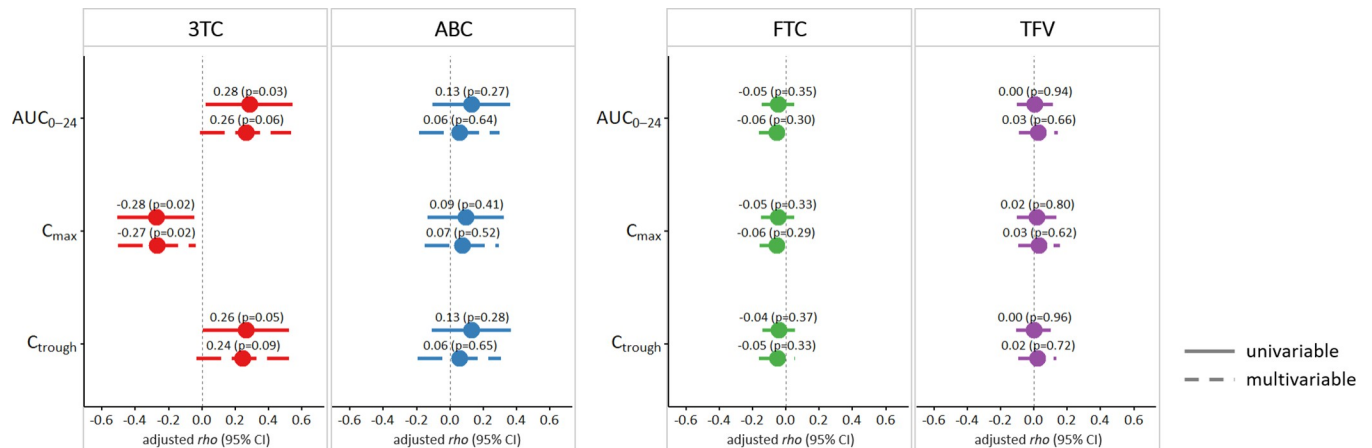 3TC ABC FTC TFV
0.28 (p=0.03) 0.13 (p=0.27) -0.05 (p=0.35) 0.00 (p=0.94)
AUC0–24 AUC0–24
0.26 (p=0.06) 0.06 (p=0.64) -0.06 (p=0.30) 0.03 (p=0.66)
-0.28 (p=0.02) 0.09 (p=0.41) -0.05 (p=0.33) 0.02 (p=0.80)
Cmax Cmax
-0.27 (p=0.02) 0.07 (p=0.52) -0.06 (p=0.29) 0.03 (p=0.62)
0.26 (p=0.05) 0.13 (p=0.28) -0.04 (p=0.37) 0.00 (p=0.96)
Ctrough Ctrough
0.24 (p=0.09) 0.06 (p=0.65) -0.05 (p=0.33) 0.02 (p=0.72)
univariable
multivariable
-0.6 -0.4 -0.2 0.0 0.2 0.4 0.6 -0.6 -0.4 -0.2 0.0 0.2 0.4 0.6 -0.6 -0.4 -0.2 0.0 0.2 0.4 0.6 -0.6 -0.4 -0.2 0.0 0.2 0.4 0.6
adjusted rho (95% CI) adjusted rho (95% CI) adjusted rho (95% CI) adjusted rho (95% CI)